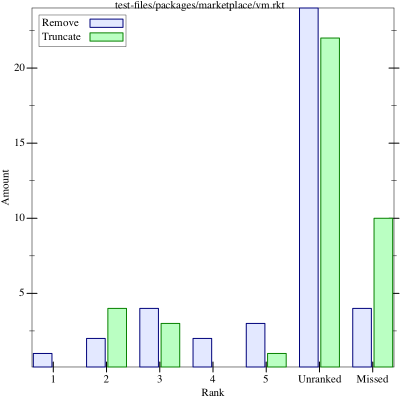 test-files/packages/marketplace/vm.rkt
Remove
Truncate
20
15
10
5
Amount
1 2 3 4 5 Unranked Missed
Rank